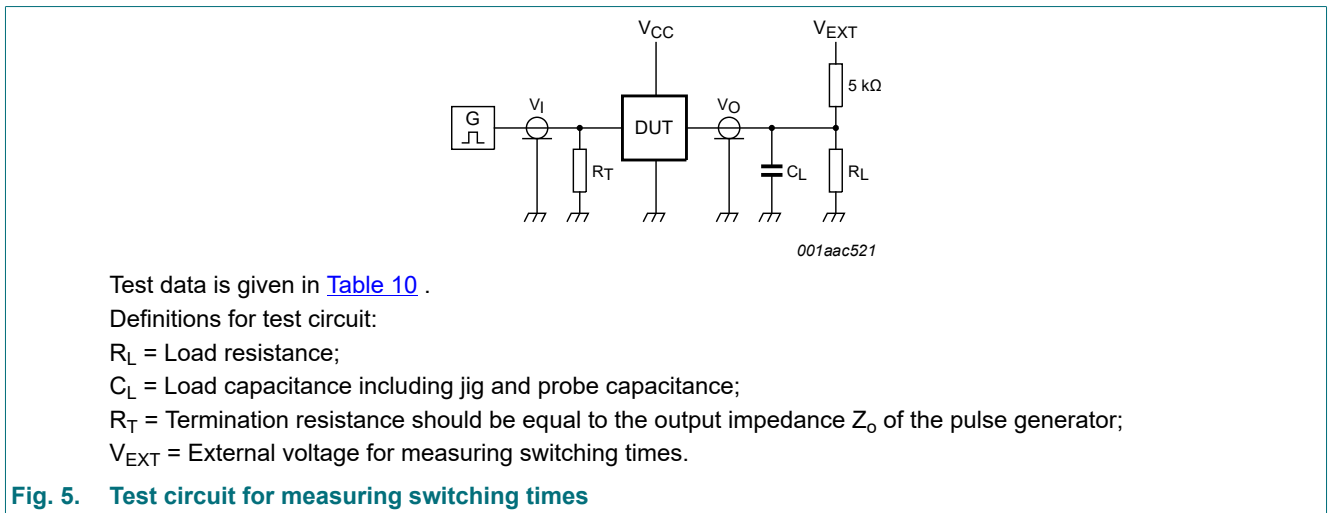 VCC
VEXT
5 kΩ
G
VI
DUT
VO
RT
CL
RL
001aac521
Test data is given in Table 10 .
Definitions for test circuit:
RL = Load resistance;
CL = Load capacitance including jig and probe capacitance;
RT = Termination resistance should be equal to the output impedance Zo of the pulse generator;
VEXT = External voltage for measuring switching times.
Fig. 5. Test circuit for measuring switching times